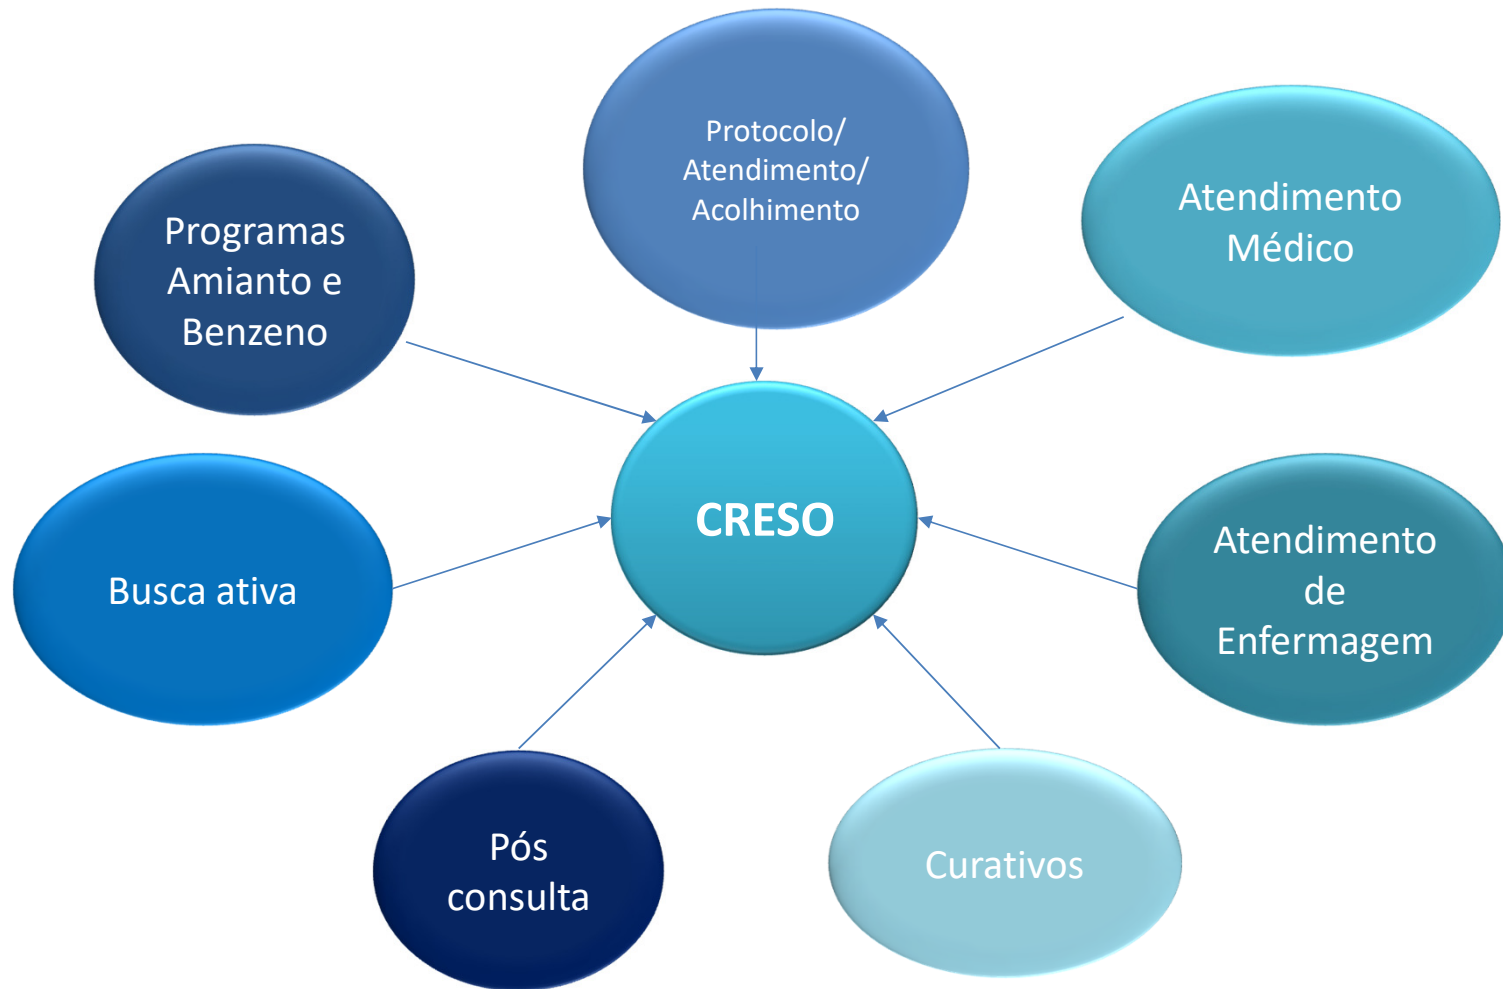 Protocolo/
Atendimento/
Acolhimento
Atendimento
Médico
Programas
Amianto e
Benzeno
CRESO
Atendimento
de
Enfermagem
Busca ativa
Pós
consulta
Curativos